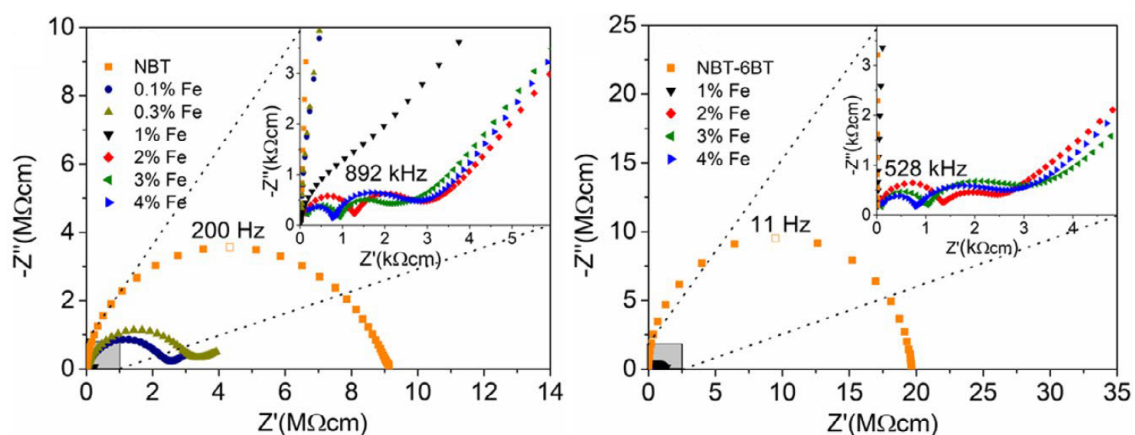 10
8
6
4
2
0
-Z"(MΩcm)
NBT
0.1% Fe
0.3% Fe
1% Fe
2% Fe
3% Fe
4% Fe
200 Hz
3
2
1
0
-Z"(kΩcm)
892 kHz
0 1 2 3 4 5
Z'(kΩcm)
0 2 4 6 8 10 12 14
Z'(MΩcm)
25
20
15
10
5
0
-Z"(MΩcm)
NBT-6BT
1% Fe
2% Fe
3% Fe
4% Fe
11 Hz
3
2
1
0
-Z"(kΩcm)
528 kHz
0 1 2 3 4
Z'(kΩcm)
0 5 10 15 20 25 30 35
Z'(MΩcm)